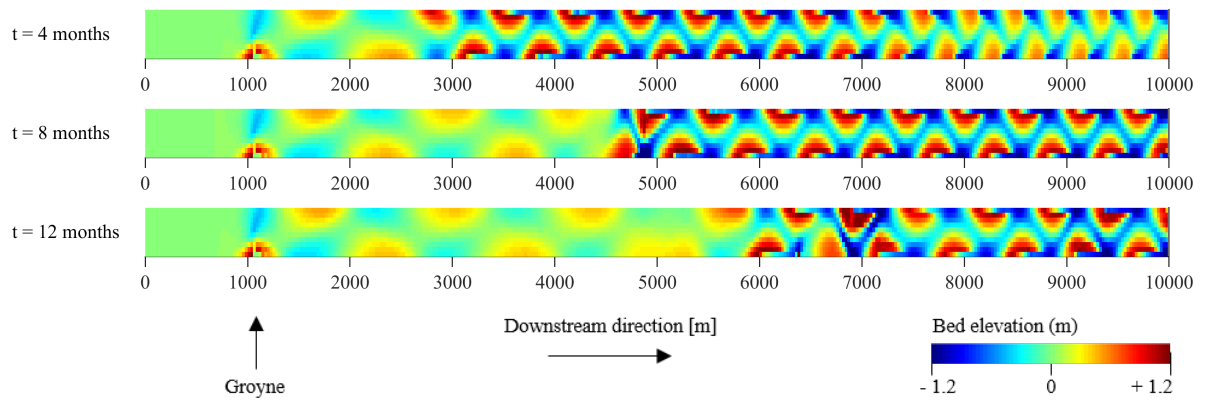 t = 4 months
0 1000 2000 3000 4000 5000 6000 7000 8000 9000 10000
t = 8 months
0 1000 2000 3000 4000 5000 6000 7000 8000 9000 10000
t = 12 months
0 1000 2000 3000 4000 5000 6000 7000 8000 9000 10000
Downstream direction [m]
Bed elevation (m)
Groyne
- 1.2 0 + 1.2